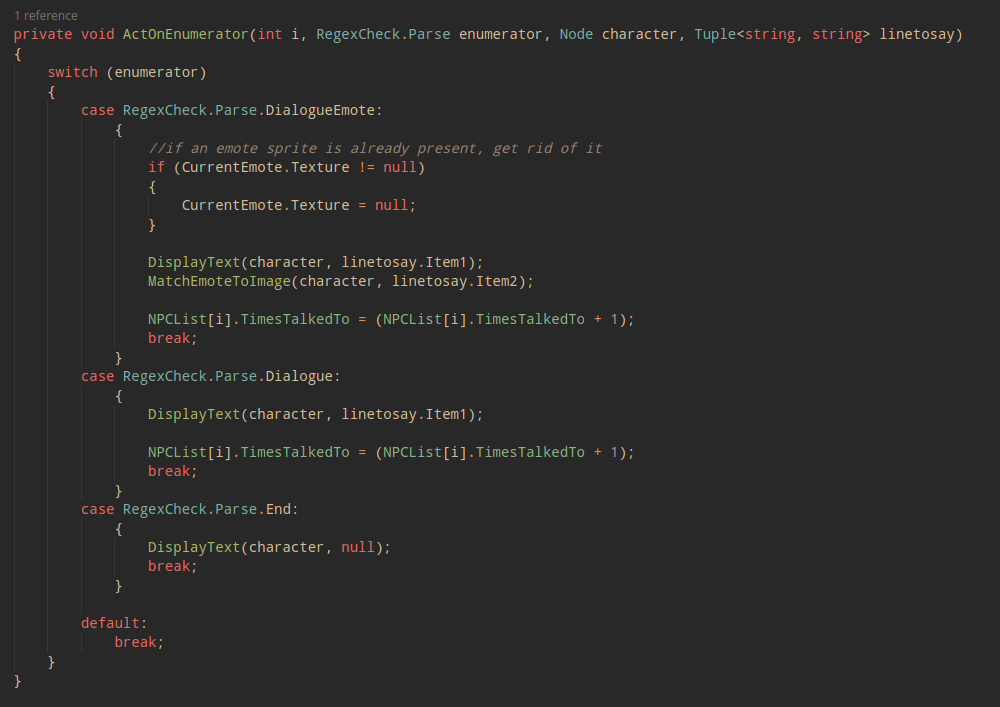 1 reference
private void ActOnEnumerator(int i, RegexCheck.Parse enumerator, Node character, Tuple<string, string> linetosay)
{
    switch (enumerator)
    {
        case RegexCheck.Parse.DialogueEmote:
            {
                //if an emote sprite is already present, get rid of it
                if (CurrentEmote.Texture != null)
                {
                    CurrentEmote.Texture = null;
                }

                DisplayText(character, linetosay.Item1);
                MatchEmoteToImage(character, linetosay.Item2);

                NPCList[i].TimesTalkedTo = (NPCList[i].TimesTalkedTo + 1);
                break;
            }
        case RegexCheck.Parse.Dialogue:
            {
                DisplayText(character, linetosay.Item1);

                NPCList[i].TimesTalkedTo = (NPCList[i].TimesTalkedTo + 1);
                break;
            }
        case RegexCheck.Parse.End:
            {
                DisplayText(character, null);
                break;
            }

        default:
            break;
    }
}